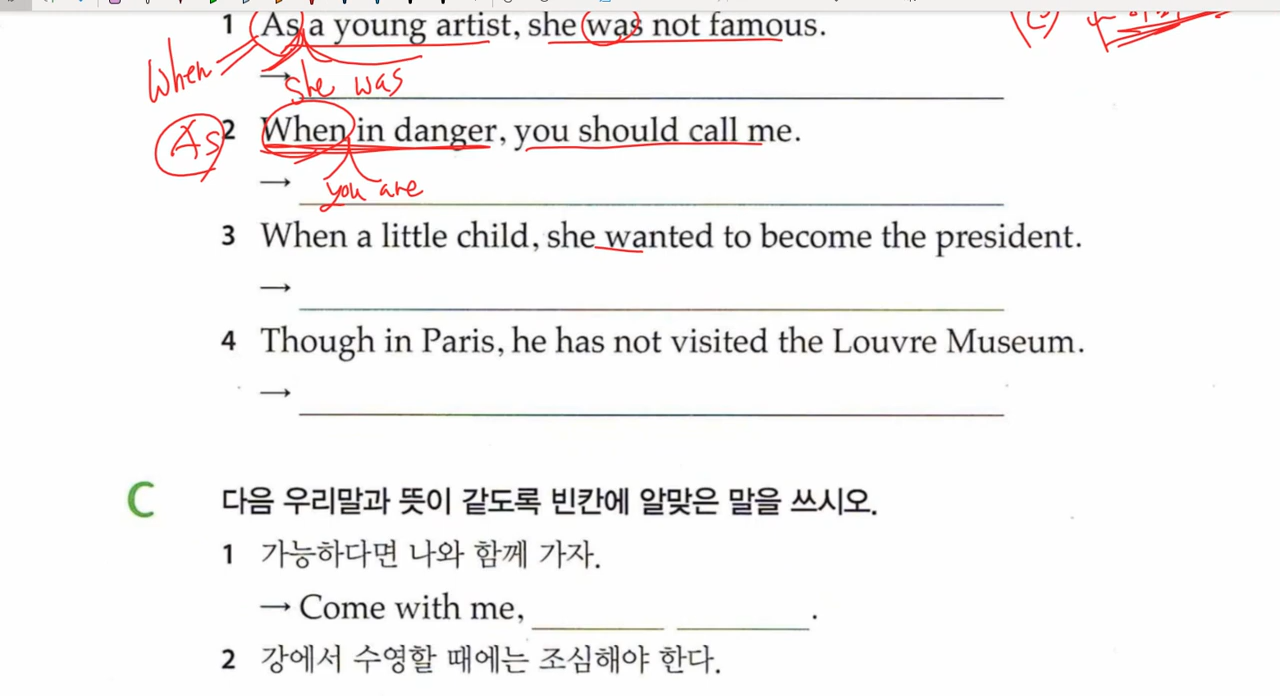 1 As a young artist, she was not famous.
When → she was
As 2 When in danger, you should call me.
→ you are
3 When a little child, she wanted to become the president.
→
4 Though in Paris, he has not visited the Louvre Museum.
→
C 다음 우리말과 뜻이 같도록 빈칸에 알맞은 말을 쓰시오.
1 가능하다면 나와 함께 가자.
→ Come with me, ____ ____.
2 강에서 수영할 때에는 조심해야 한다.